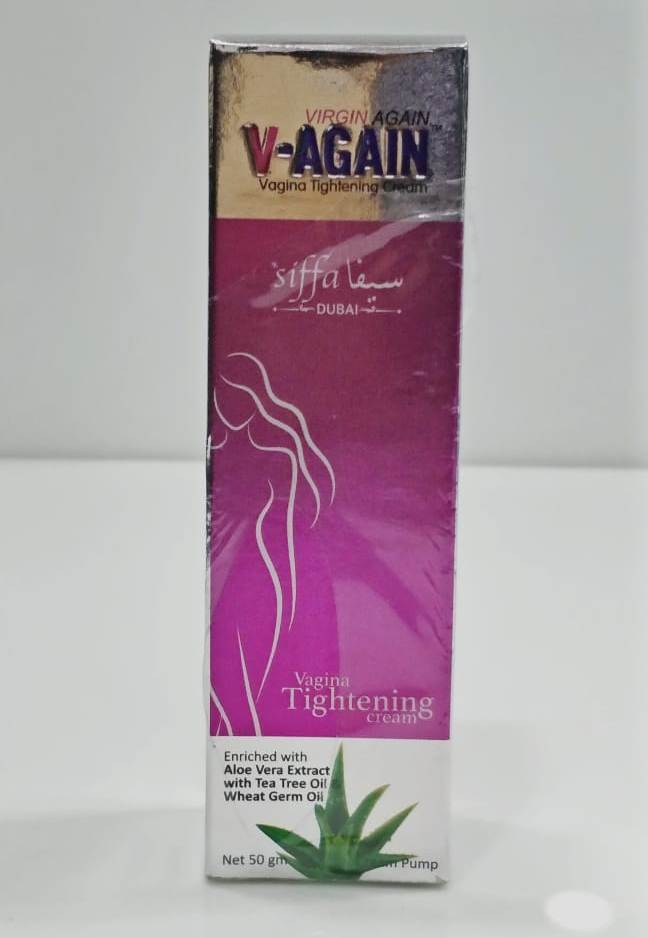 VIRGIN AGAIN
V-AGAIN™
Vagina Tightening Cream
siffa سيفا
DUBAI
Vagina
Tightening
cream
Enriched with
Aloe Vera Extract
with Tea Tree Oil
Wheat Germ Oil
Net 50 gm Pump